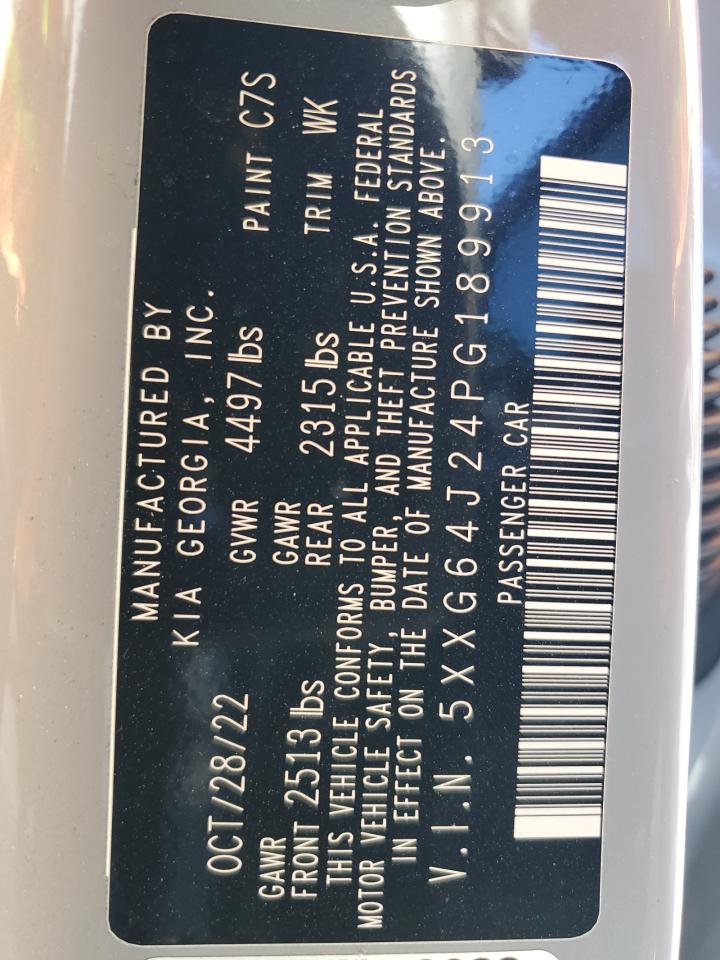 MANUFACTURED BY
KIA GEORGIA, INC.
OCT/28/22 GVWR 4497 lbs PAINT C7S
GAWR GAWR
FRONT 2513 lbs REAR 2315 lbs TRIM WK
THIS VEHICLE CONFORMS TO ALL APPLICABLE U.S.A. FEDERAL
MOTOR VEHICLE SAFETY, BUMPER, AND THEFT PREVENTION STANDARDS
IN EFFECT ON THE DATE OF MANUFACTURE SHOWN ABOVE.
V.I.N. 5XXG64J24PG189913
PASSENGER CAR